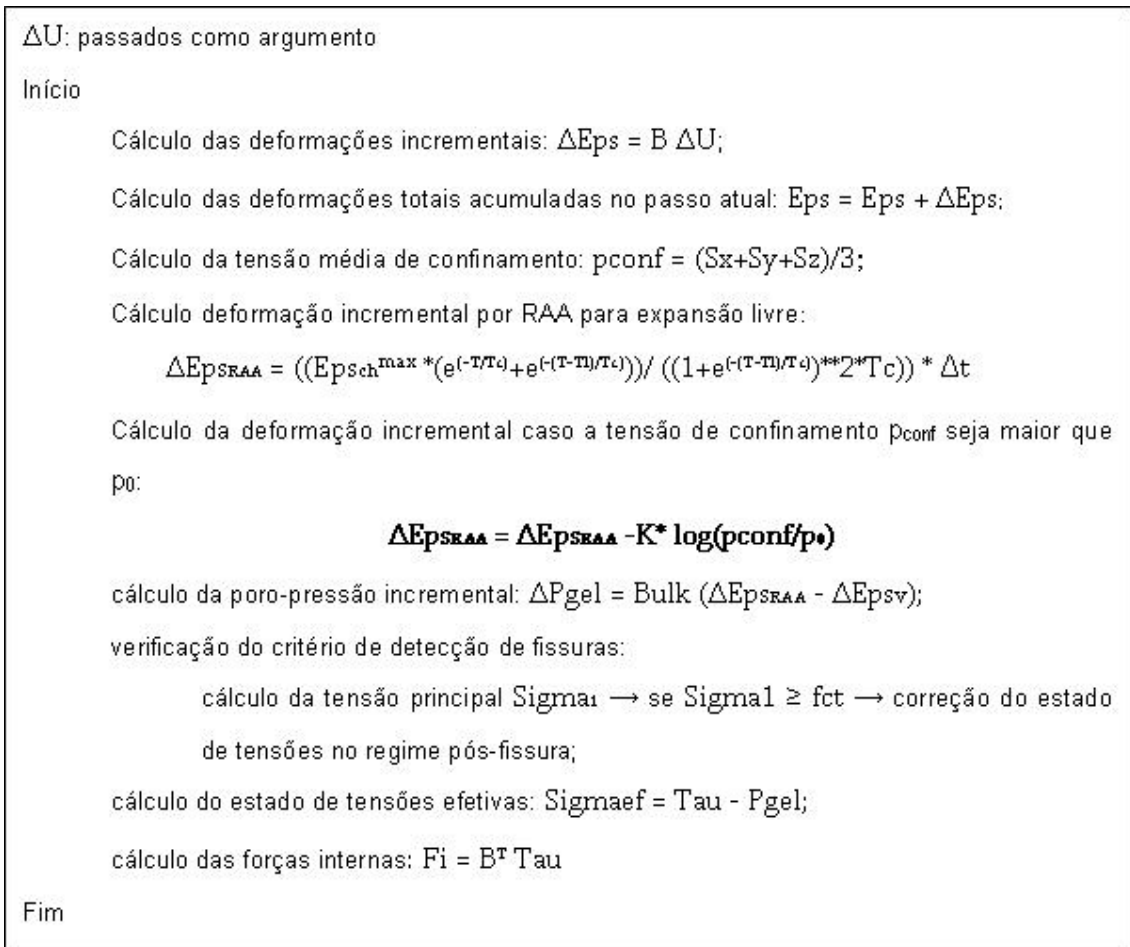 ΔU: passados como argumento
Início
Cálculo das deformações incrementais: ΔEps = B ΔU;
Cálculo das deformações totais acumuladas no passo atual: Eps = Eps + ΔEps;
Cálculo da tensão média de confinamento: pconf = (Sx+Sy+Sz)/3;
Cálculo deformação incremental por RAA para expansão livre:
ΔEpsRAA = ((Epsch^max *(e^(-T/Tc)+e^(-(T-Tl)/Tc)))/ ((1+e^(-(T-Tl)/Tc))**2*Tc)) * Δt
Cálculo da deformação incremental caso a tensão de confinamento pconf seja maior que
p0:
ΔEpsRAA = ΔEpsRAA -K* log(pconf/p0)
cálculo da poro-pressão incremental: ΔPgel = Bulk (ΔEpsRAA - ΔEpsv);
verificação do critério de detecção de fissuras:
cálculo da tensão principal Sigma1 → se Sigma1 ≥ fct → correção do estado
de tensões no regime pós-fissura;
cálculo do estado de tensões efetivas: Sigmaef = Tau - Pgel;
cálculo das forças internas: Fi = B^T Tau
Fim